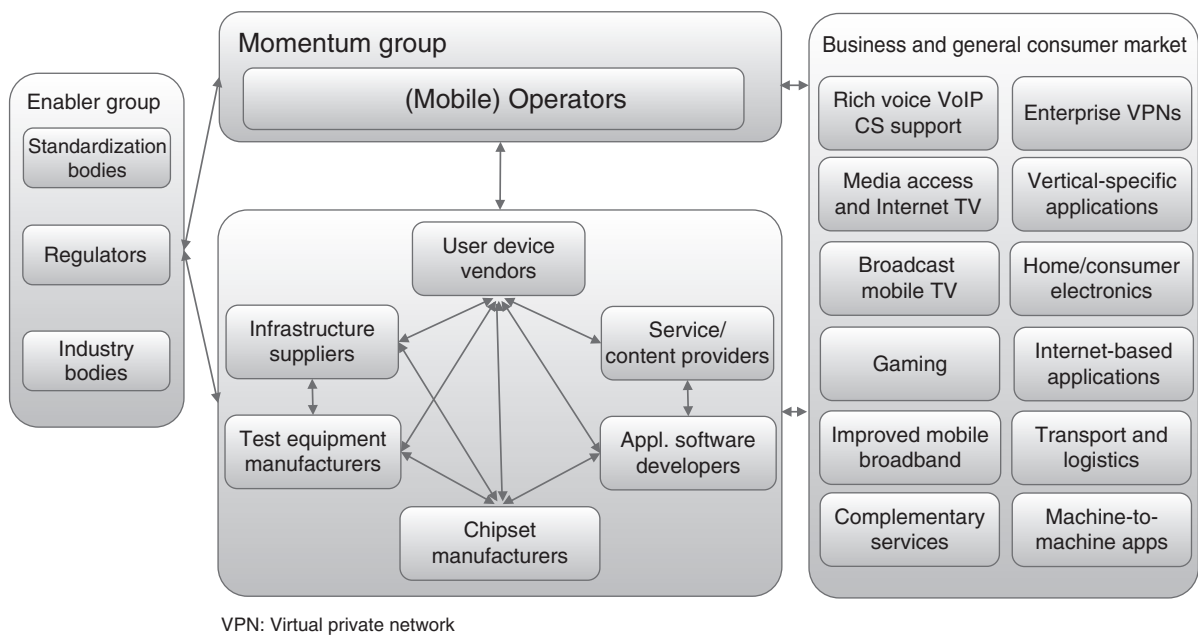 Enabler group
Standardization
bodies
Regulators
Industry
bodies
Momentum group
(Mobile) Operators
User device
vendors
Infrastructure
suppliers
Service/
content providers
Test equipment
manufacturers
Appl. software
developers
Chipset
manufacturers
Business and general consumer market
Rich voice VoIP
CS support
Enterprise VPNs
Media access
and Internet TV
Vertical-specific
applications
Broadcast
mobile TV
Home/consumer
electronics
Gaming
Internet-based
applications
Improved mobile
broadband
Transport and
logistics
Complementary
services
Machine-to-
machine apps
VPN: Virtual private network